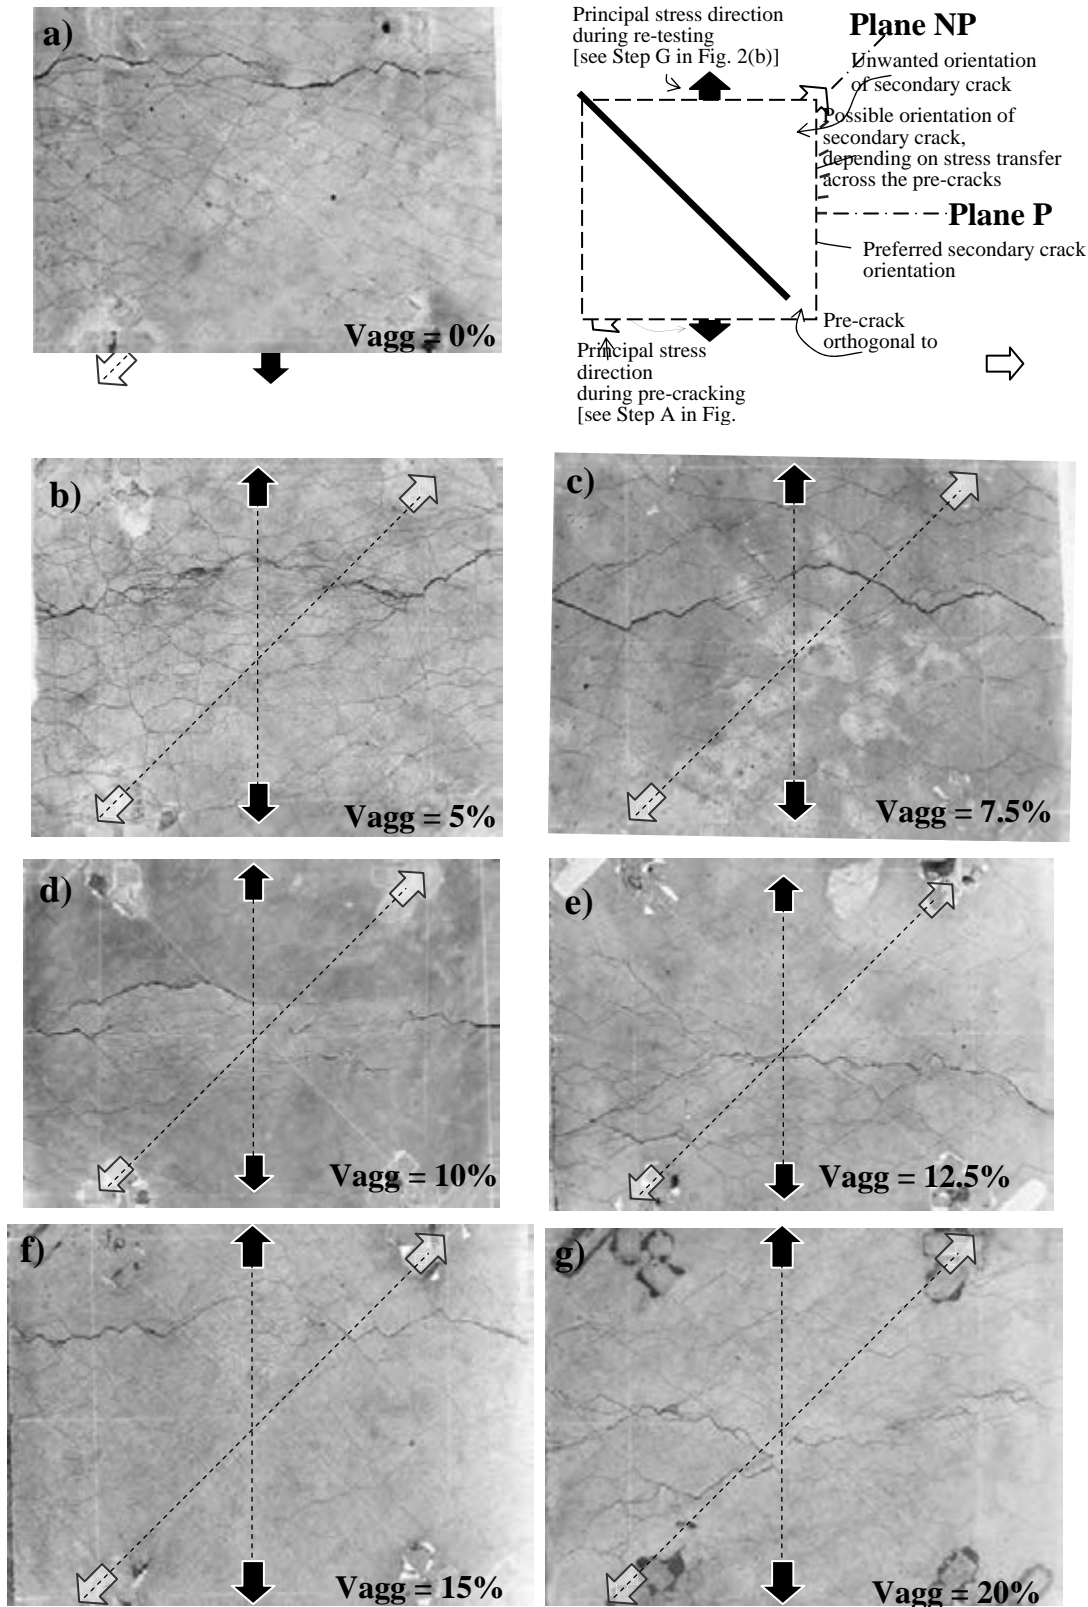 a)
Vagg = 0%
Principal stress direction
during re-testing
[see Step G in Fig. 2(b)]
Plane NP
Unwanted orientation
of secondary crack
Possible orientation of
secondary crack,
depending on stress transfer
across the pre-cracks
Plane P
Preferred secondary crack
orientation
Pre-crack
orthogonal to
Principal stress
direction
during pre-cracking
[see Step A in Fig.
b)
Vagg = 5%
c)
Vagg = 7.5%
d)
Vagg = 10%
e)
Vagg = 12.5%
f)
Vagg = 15%
g)
Vagg = 20%